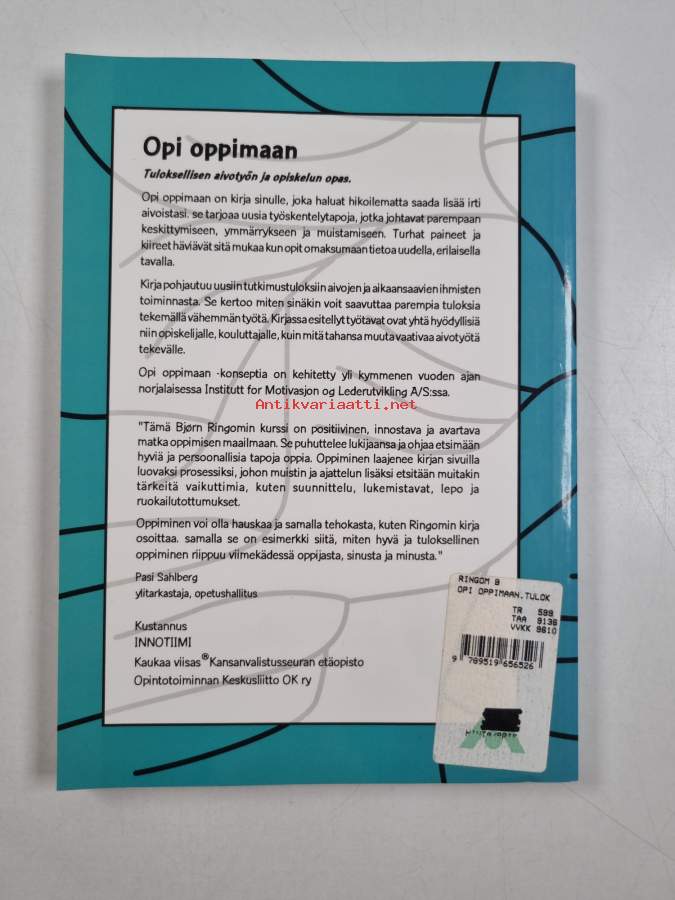 Opi oppimaan
Tuloksellisen aivotyön ja opiskelun opas.
Opi oppimaan on kirja sinulle, joka haluat hikoilematta saada lisää irti
aivoistasi. se tarjoaa uusia työskentelytapoja, jotka johtavat parempaan
keskittymiseen, ymmärrykseen ja muistamiseen. Turhat paineet ja
kiireet häviävät sitä mukaa kun opit omaksumaan tietoa uudella, erilaisella
tavalla.
Kirja pohjautuu uusiin tutkimustuloksiin aivojen ja aikaansaavien ihmisten
toiminnasta. Se kertoo miten sinäkin voit saavuttaa parempia tuloksia
tekemällä vähemmän työtä. Kirjassa esitellyt työtavat ovat yhtä hyödyllisiä
niin opiskelijalle, kouluttajalle, kuin mitä tahansa muuta vaativaa aivotyötä
tekevälle.
Opi oppimaan -konseptia on kehitetty yli kymmenen vuoden ajan
norjalaisessa Institutt for Motivasjon og Lederutvikling A/S:ssa.
Antikvariaatti.net
"Tämä Bjørn Ringomin kurssi on positiivinen, innostava ja avartava
matka oppimisen maailmaan. Se puhuttelee lukijaansa ja ohjaa etsimään
hyviä ja persoonallisia tapoja oppia. Oppiminen laajenee kirjan sivuilla
luovaksi prosessiksi, johon muistin ja ajattelun lisäksi etsitään muitakin
tärkeitä vaikuttimia, kuten suunnittelu, lukemistavat, lepo ja
ruokailutottumukset.
Oppiminen voi olla hauskaa ja samalla tehokasta, kuten Ringomin kirja
osoittaa. samalla se on esimerkki siitä, miten hyvä ja tuloksellinen
oppiminen riippuu viimekädessä oppijasta, sinusta ja minusta."
Pasi Sahlberg
ylitarkastaja, opetushallitus
Kustannus
INNOTIIMI
Kaukaa viisas® Kansanvalistusseuran etäopisto
Opintotoiminnan Keskusliitto OK ry
RINGOM B
OPI OPPIMAAN.TULOK
TR 599
TAA 9136
VVKK 9610
9 789519 656526